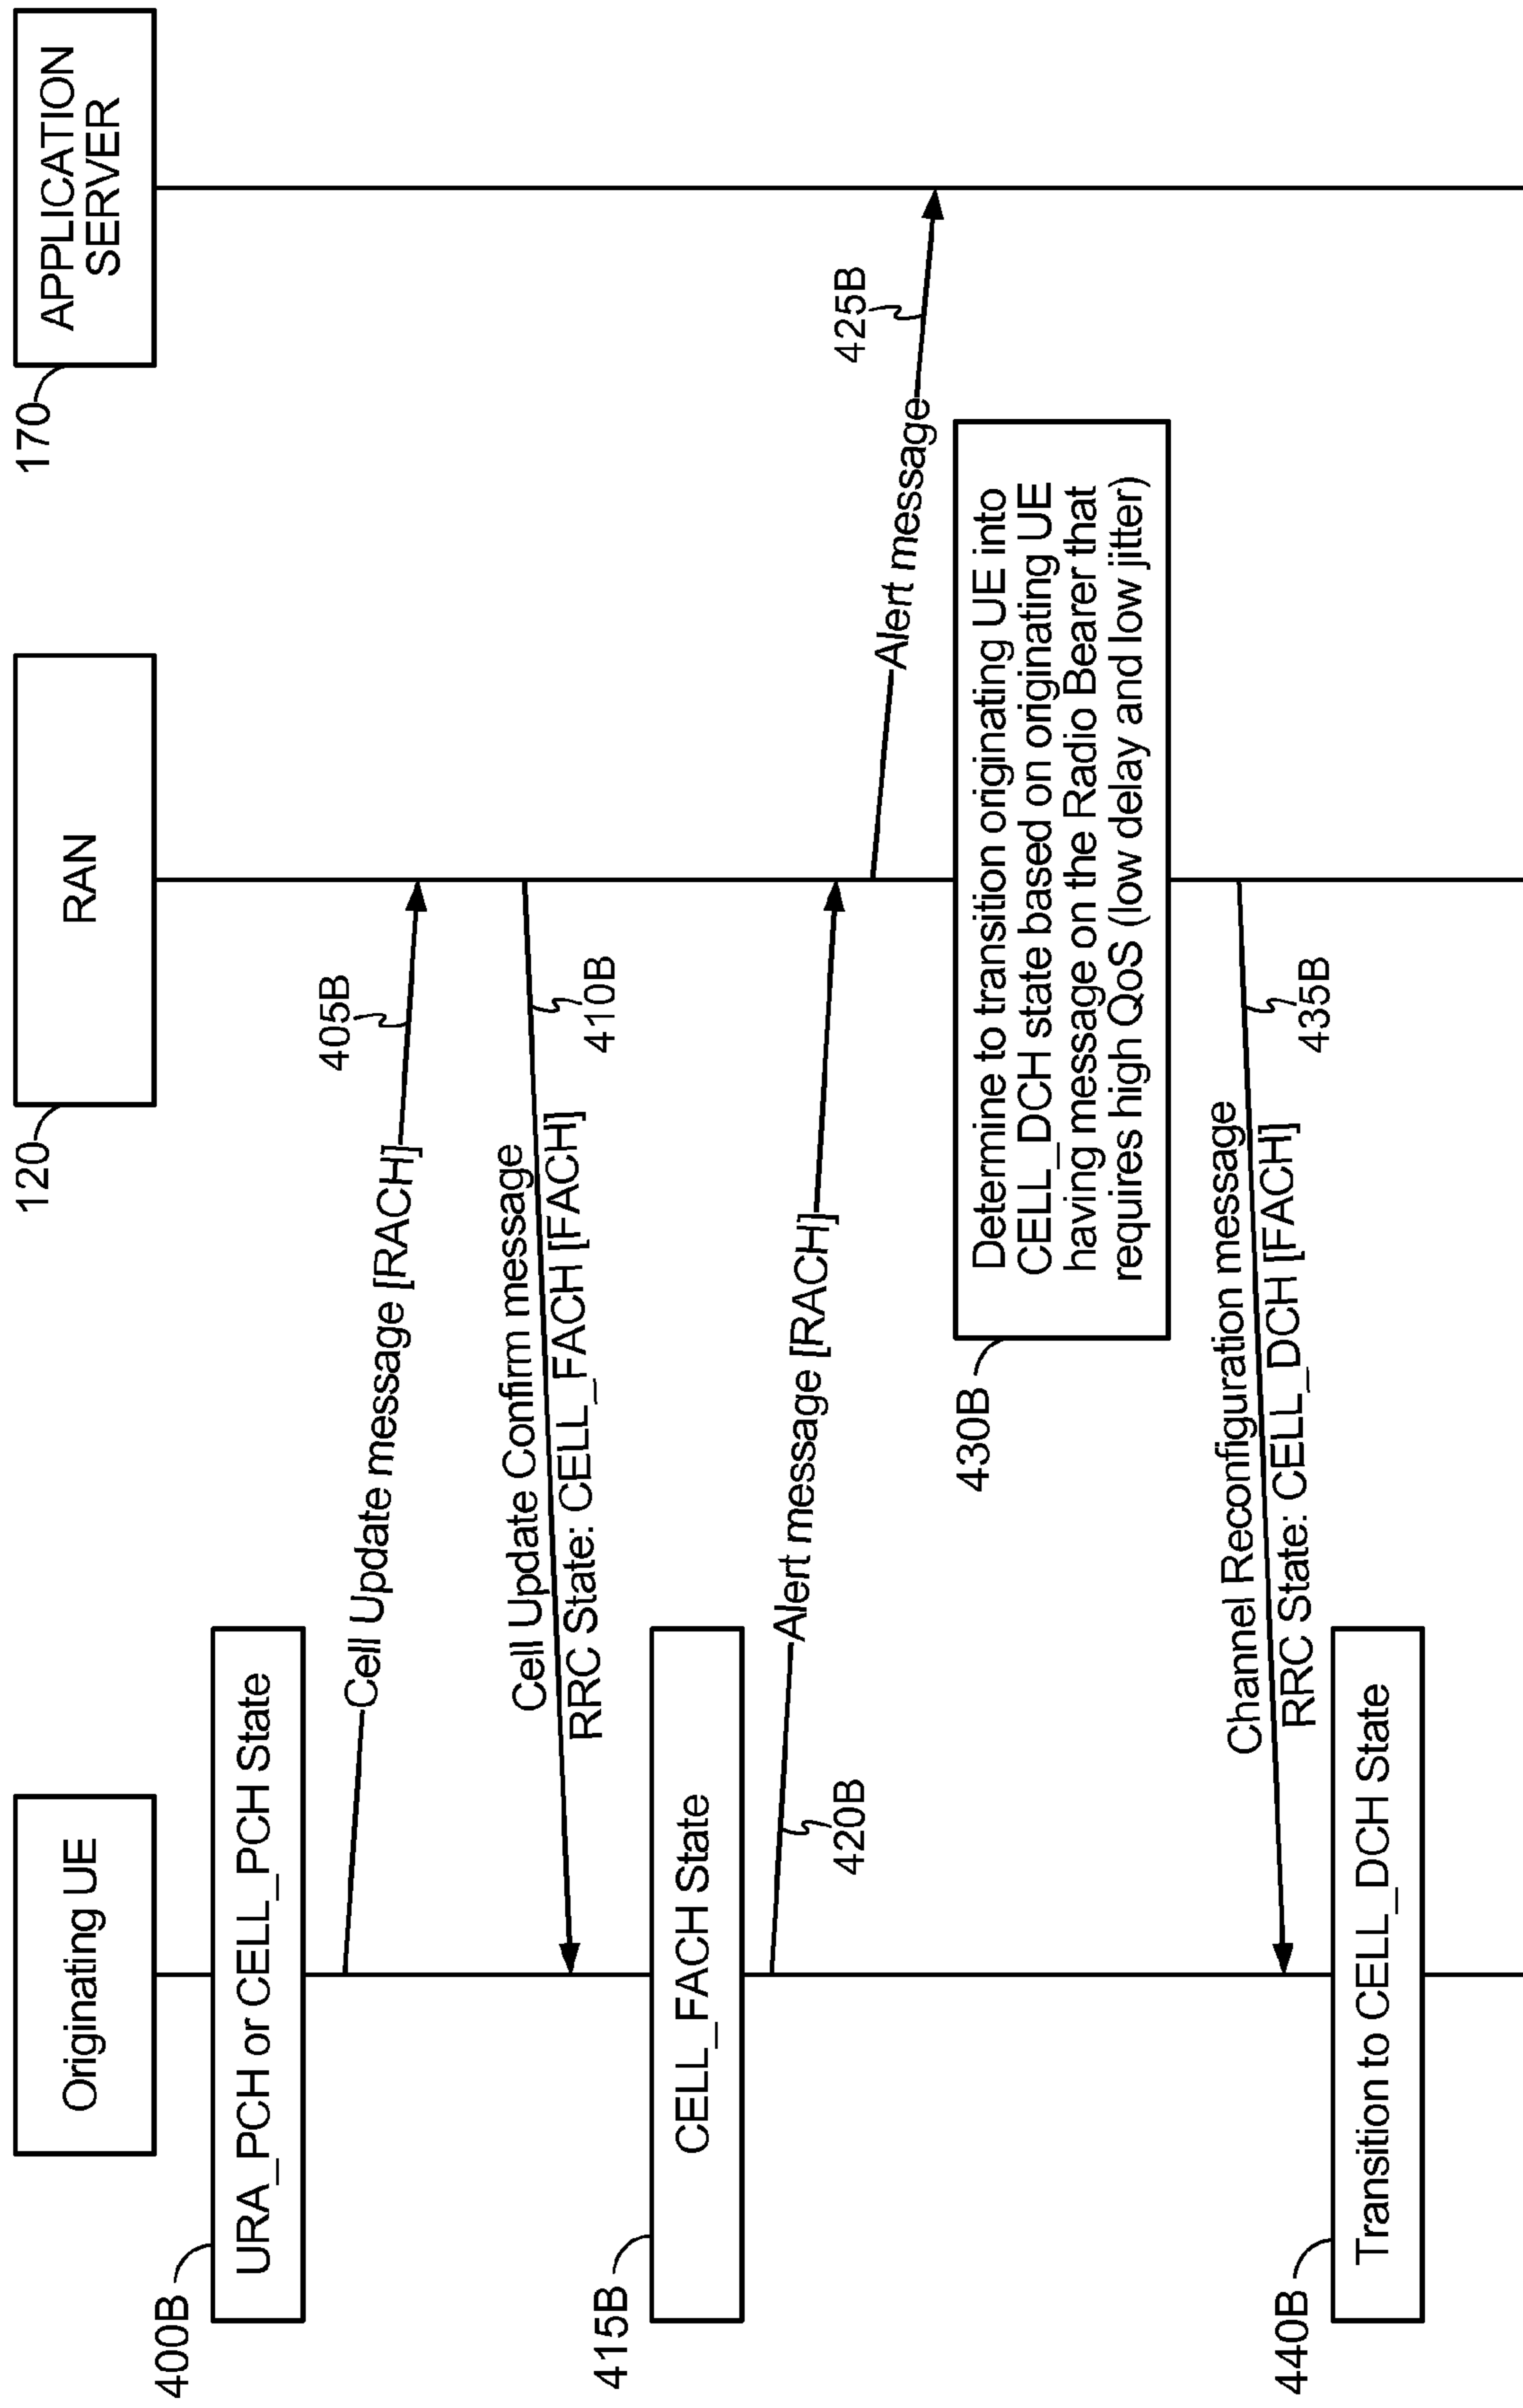 Originating UE
120
RAN
170
APPLICATION
SERVER
400B
URA_PCH or CELL_PCH State
Cell Update message [RACH]
405B
Cell Update Confirm message
RRC State: CELL_FACH [FACH]
410B
415B
CELL_FACH State
420B
Alert message [RACH]
Alert message
425B
430B
Determine to transition originating UE into
CELL_DCH state based on originating UE
having message on the Radio Bearer that
requires high QoS (low delay and low jitter)
Channel Reconfiguration message
RRC State: CELL_DCH [FACH]
435B
440B
Transition to CELL_DCH State